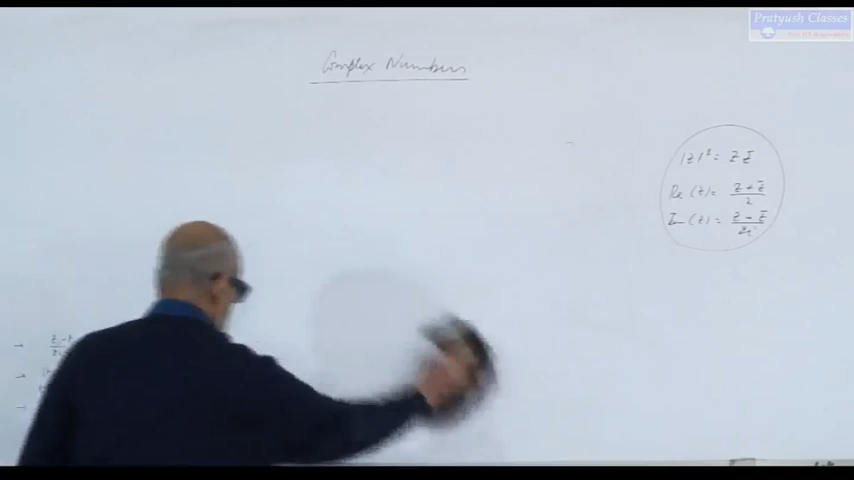 Pratyush Classes
Complex Numbers
|z|² = z z̄
Re (z) = z + z̄ / 2
Im (z) = z - z̄ / 2i